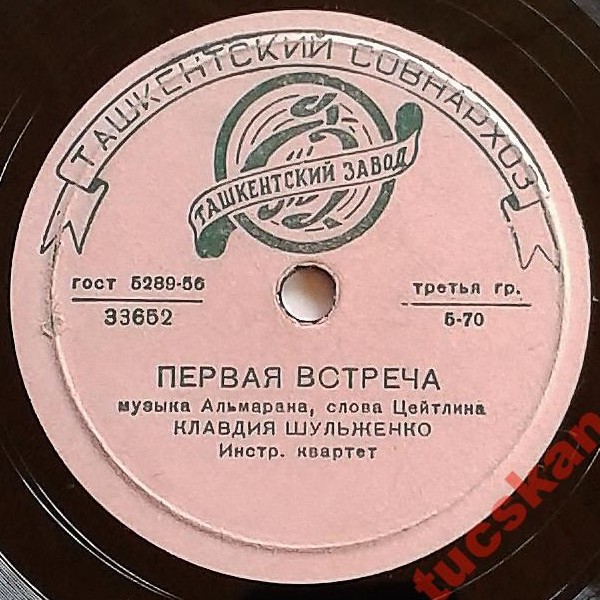 ТАШКЕНТСКИЙ СОВНАРХОЗ
ТАШКЕНТСКИЙ ЗАВОД
ГОСТ 5289-56
33652
третья гр.
5-70
ПЕРВАЯ ВСТРЕЧА
музыка Альмарана, слова Цейтлина
КЛАВДИЯ ШУЛЬЖЕНКО
Инстр. квартет
tucskan